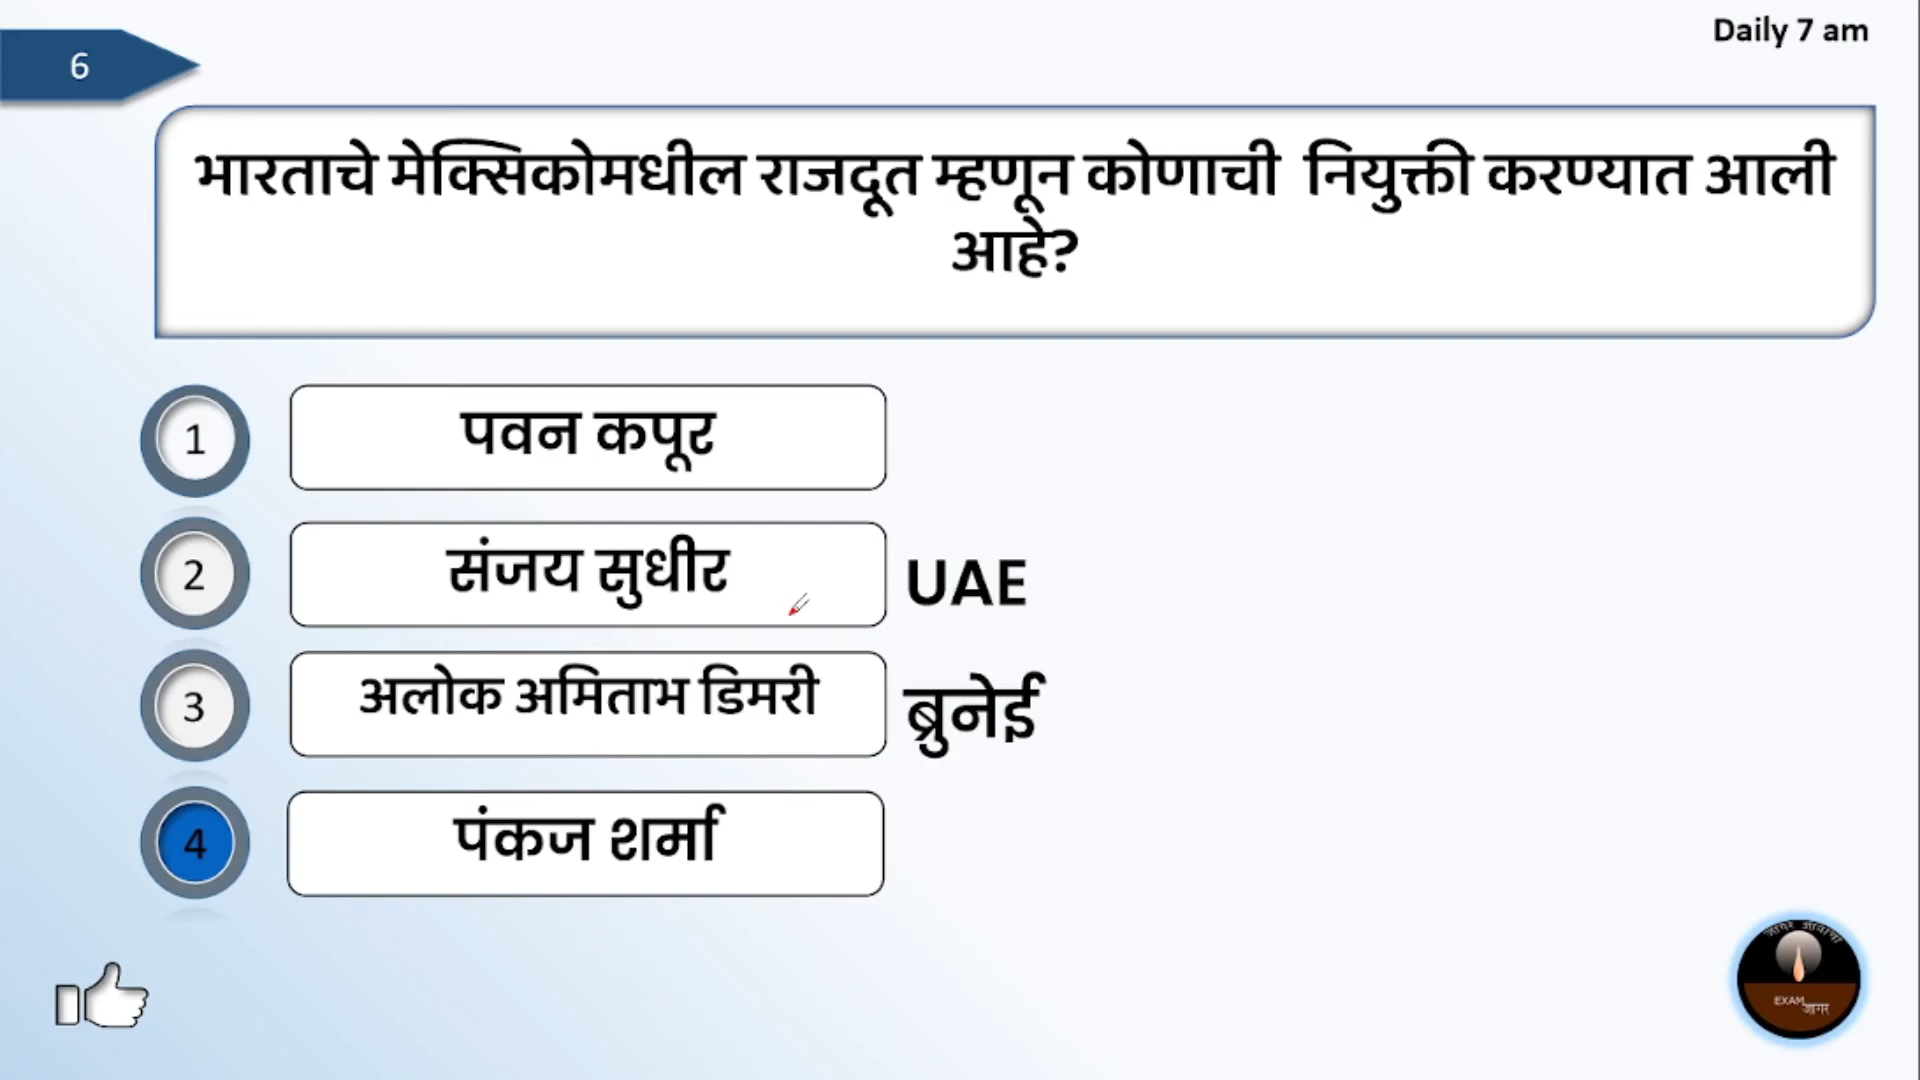 Daily 7 am
6
भारताचे मेक्सिकोमधील राजदूत म्हणून कोणाची नियुक्ती करण्यात आली
आहे?
1
पवन कपूर
2
संजय सुधीर
UAE
3
अलोक अमिताभ डिमरी
ब्रुनेई
4
पंकज शर्मा
EXAM
जागर